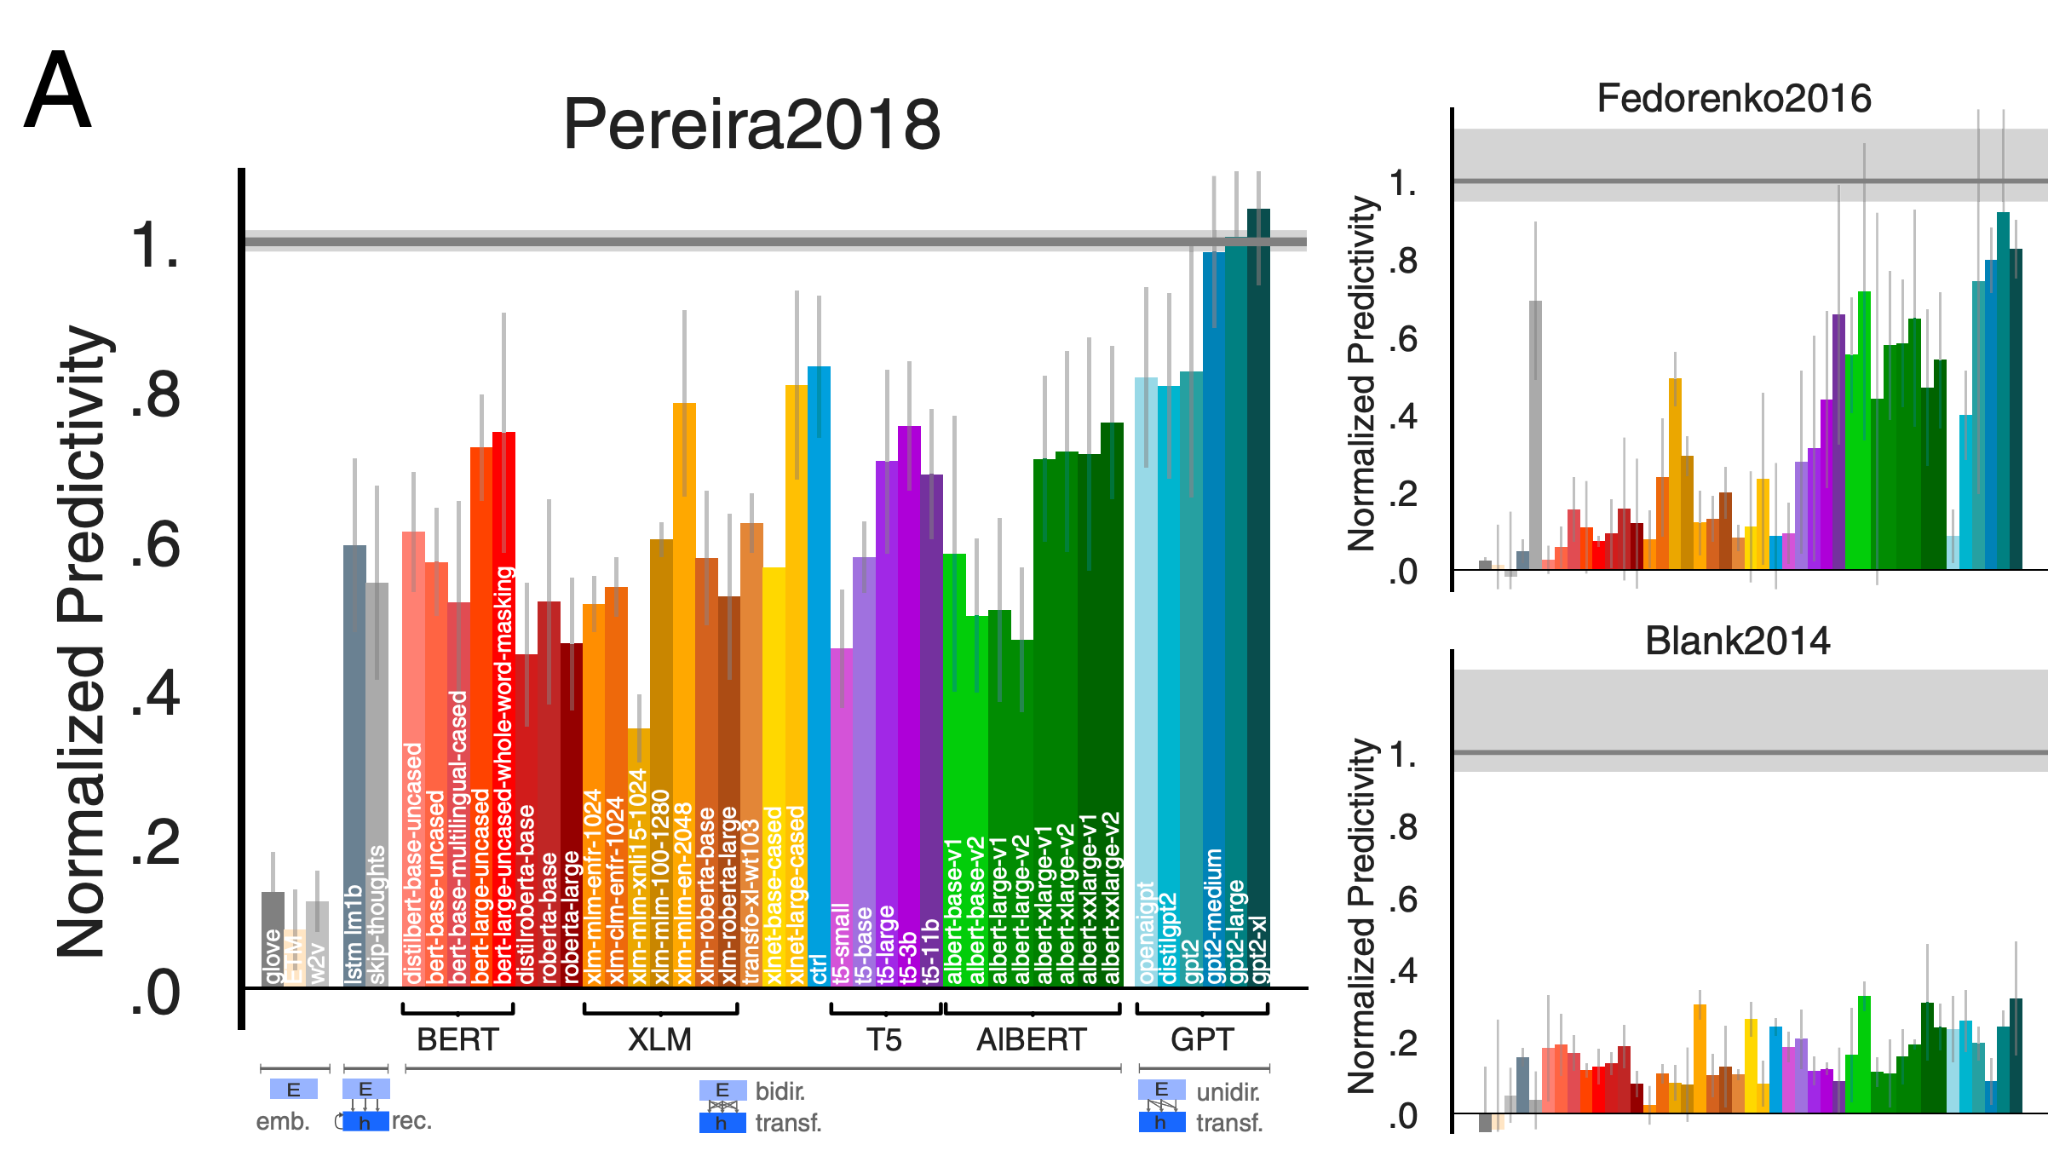 A
Pereira2018
Normalized Predictivity
1.
.8
.6
.4
.2
.0
glove
ETM
w2v
lstm lm1b
skip-thoughts
distilbert-base-uncased
bert-base-uncased
bert-base-multilingual-cased
bert-large-uncased
bert-large-uncased-whole-word-masking
distilroberta-base
roberta-base
roberta-large
xlm-mlm-enfr-1024
xlm-clm-enfr-1024
xlm-mlm-xnli15-1024
xlm-mlm-100-1280
xlm-mlm-en-2048
xlm-roberta-base
xlm-roberta-large
transfo-xl-wt103
xlnet-base-cased
xlnet-large-cased
ctrl
t5-small
t5-base
t5-large
t5-3b
t5-11b
albert-base-v1
albert-base-v2
albert-large-v1
albert-large-v2
albert-xlarge-v1
albert-xlarge-v2
albert-xxlarge-v1
albert-xxlarge-v2
openaigpt
distilgpt2
gpt2
gpt2-medium
gpt2-large
gpt2-xl
BERT
XLM
T5
AlBERT
GPT
E
emb.
E
h
rec.
E
bidir.
h
transf.
E
unidir.
h
transf.
Fedorenko2016
Normalized Predictivity
1.
.8
.6
.4
.2
.0
Blank2014
Normalized Predictivity
1.
.8
.6
.4
.2
.0